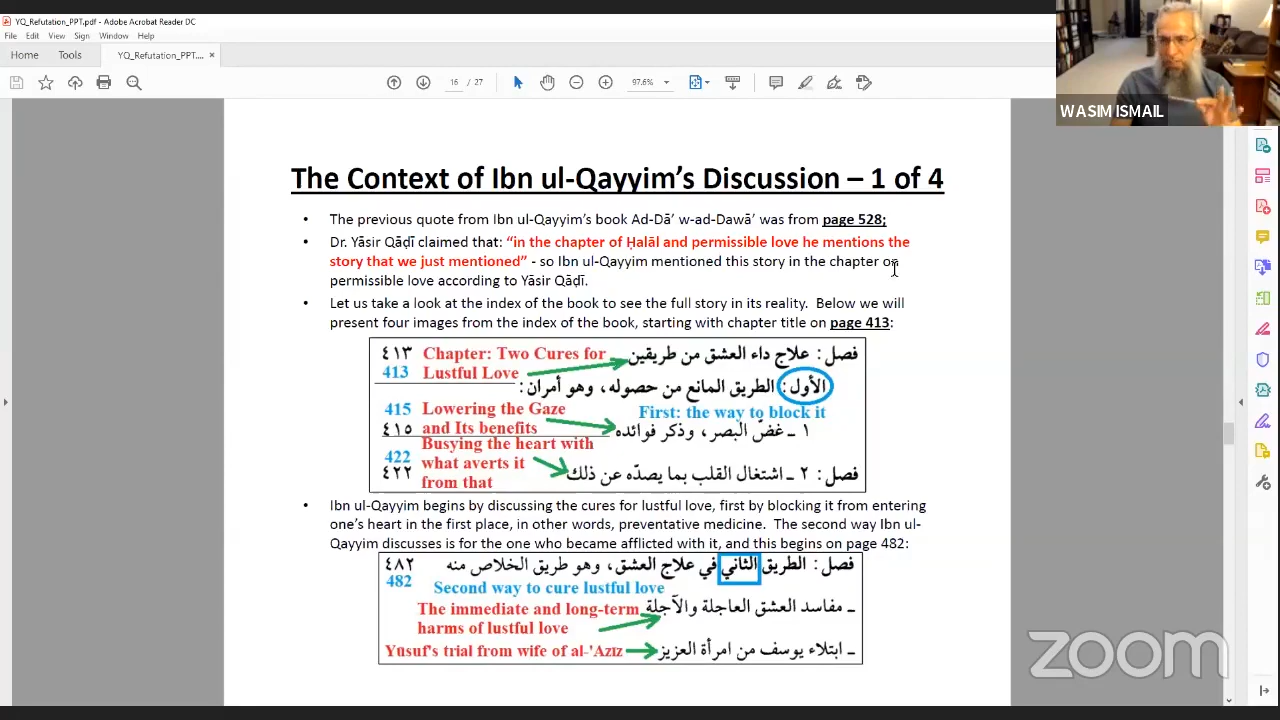 YQ_Refutation_PPT.pdf - Adobe Acrobat Reader DC
File Edit View Sign Window Help
Home Tools YQ_Refutation_PPT.... ×
16 / 27 97.6%
WASIM ISMAIL
The Context of Ibn ul-Qayyim's Discussion – 1 of 4
• The previous quote from Ibn ul-Qayyim's book Ad-Dā' w-ad-Dawā' was from page 528;
• Dr. Yāsir Qāḍī claimed that: "in the chapter of Ḥalāl and permissible love he mentions the
story that we just mentioned" - so Ibn ul-Qayyim mentioned this story in the chapter on
permissible love according to Yāsir Qāḍī.
• Let us take a look at the index of the book to see the full story in its reality. Below we will
present four images from the index of the book, starting with chapter title on page 413:
فصل: علاج داء العشق من طريقين ٤١٣
Chapter: Two Cures for
413 Lustful Love
الأول: الطريق المانع من حصوله، وهو أمران:
First: the way to block it
415 Lowering the Gaze
and Its benefits
١ ـ غضّ البصر، وذكر فوائده ٤١٥
422 Busying the heart with
what averts it
from that
فصل: ٢ ـ اشتغال القلب بما يصدّه عن ذلك ٤٢٢
• Ibn ul-Qayyim begins by discussing the cures for lustful love, first by blocking it from entering
one's heart in the first place, in other words, preventative medicine. The second way Ibn ul-
Qayyim discusses is for the one who became afflicted with it, and this begins on page 482:
فصل: الطريق الثاني في علاج العشق، وهو طريق الخلاص منه ٤٨٢
482 Second way to cure lustful love
ـ مفاسد العشق العاجلة والآجلة
The immediate and long-term
harms of lustful love
ـ ابتلاء يوسف من امرأة العزيز
Yūsuf's trial from wife of al-'Azīz
zoom